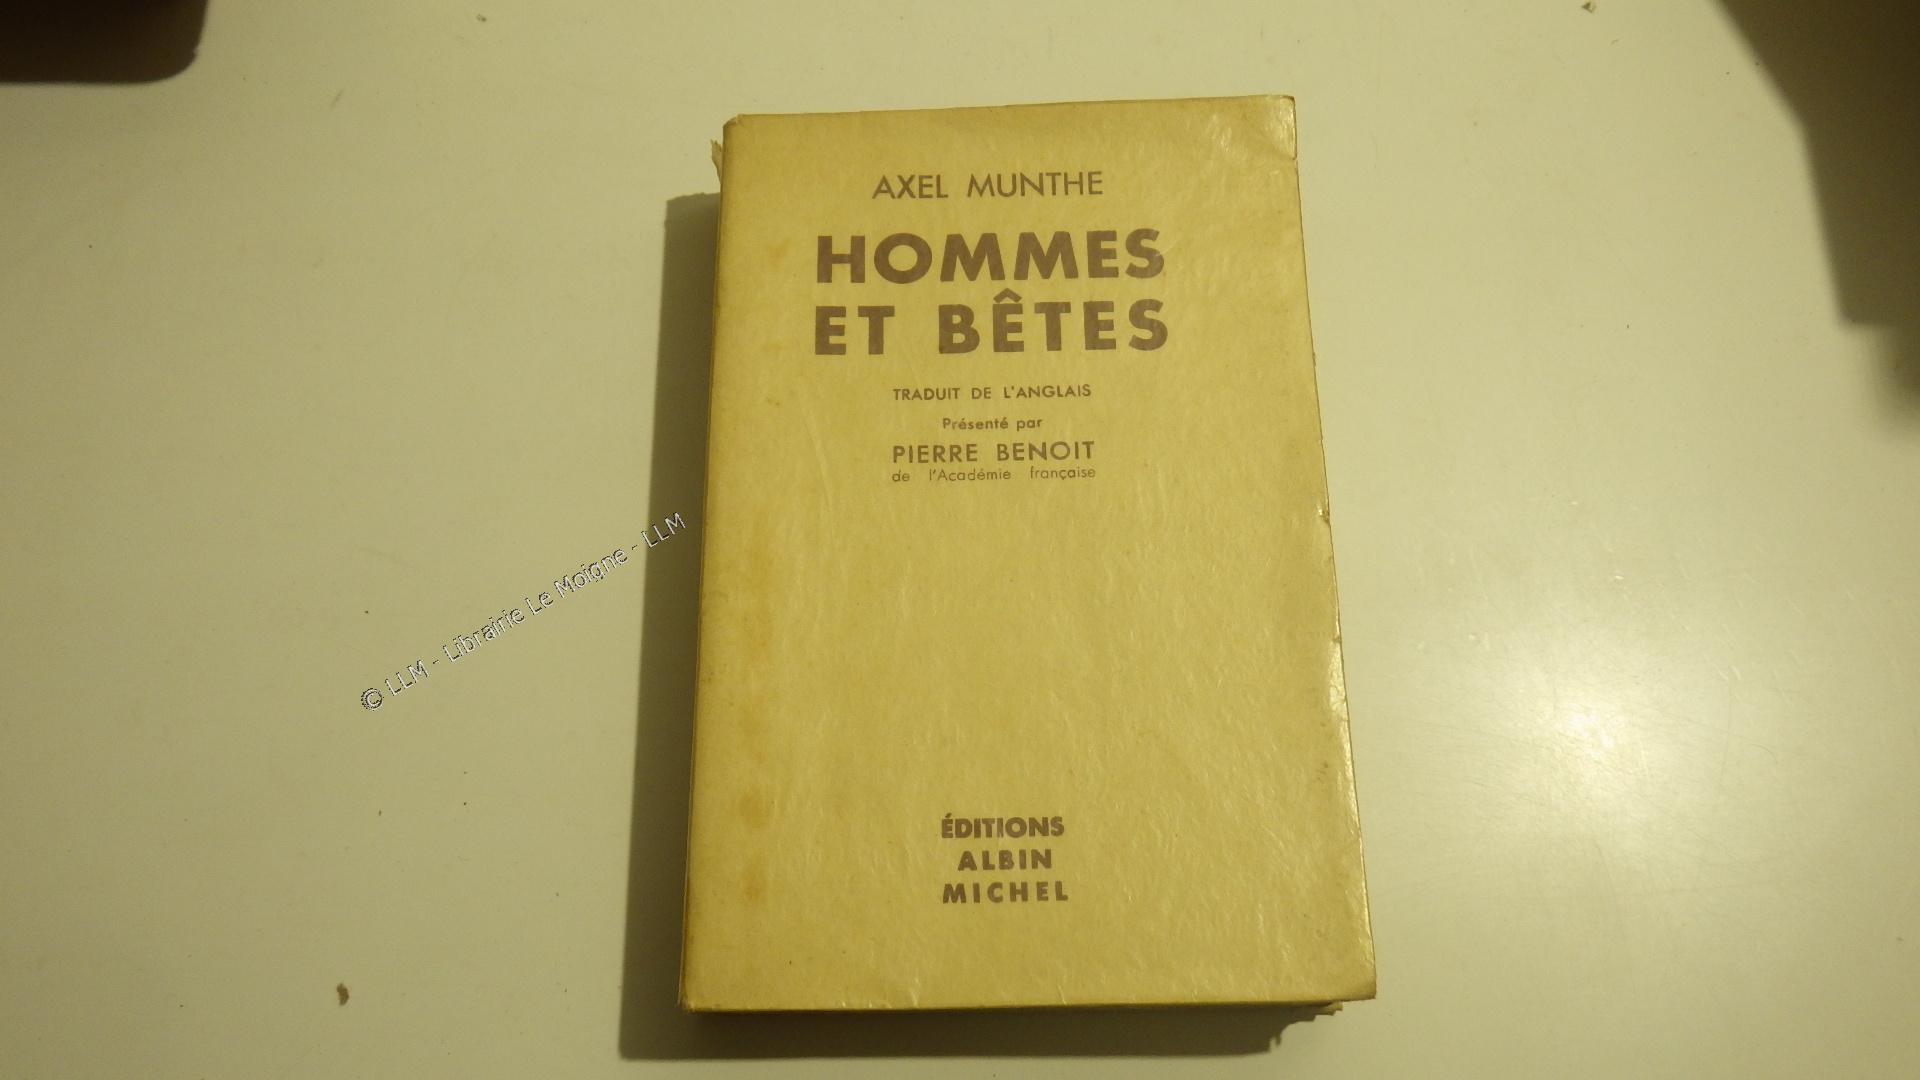 AXEL MUNTHE
HOMMES
ET BÊTES
TRADUIT DE L'ANGLAIS
Présenté par
PIERRE BENOIT
de l'Académie française
© LLM - Librairie Le Moigne - LLM
ÉDITIONS
ALBIN
MICHEL